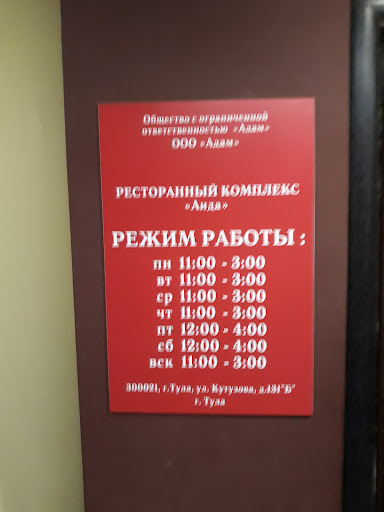 Общество с ограниченной
ответственностью «Адам»
ООО «Адам»
РЕСТОРАННЫЙ КОМПЛЕКС
«Аида»
РЕЖИМ РАБОТЫ:
пн 11:00 - 3:00
вт 11:00 - 3:00
ср 11:00 - 3:00
чт 11:00 - 3:00
пт 12:00 - 4:00
сб 12:00 - 4:00
вск 11:00 - 3:00
300021, г.Тула, ул. Кутузова, д.131"Б"
г. Тула